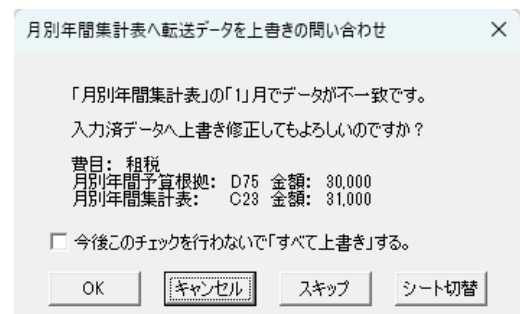 月別年間集計表へ転送データを上書きの問い合わせ
「月別年間集計表」の「1」月でデータが不一致です。
入力済データへ上書き修正してもよろしいのですか？
費目： 租税
月別年間予算根拠： D75 金額： 30,000
月別年間集計表： C23 金額： 31,000
今後このチェックを行わないで「すべて上書き」する。
OK キャンセル スキップ シート切替